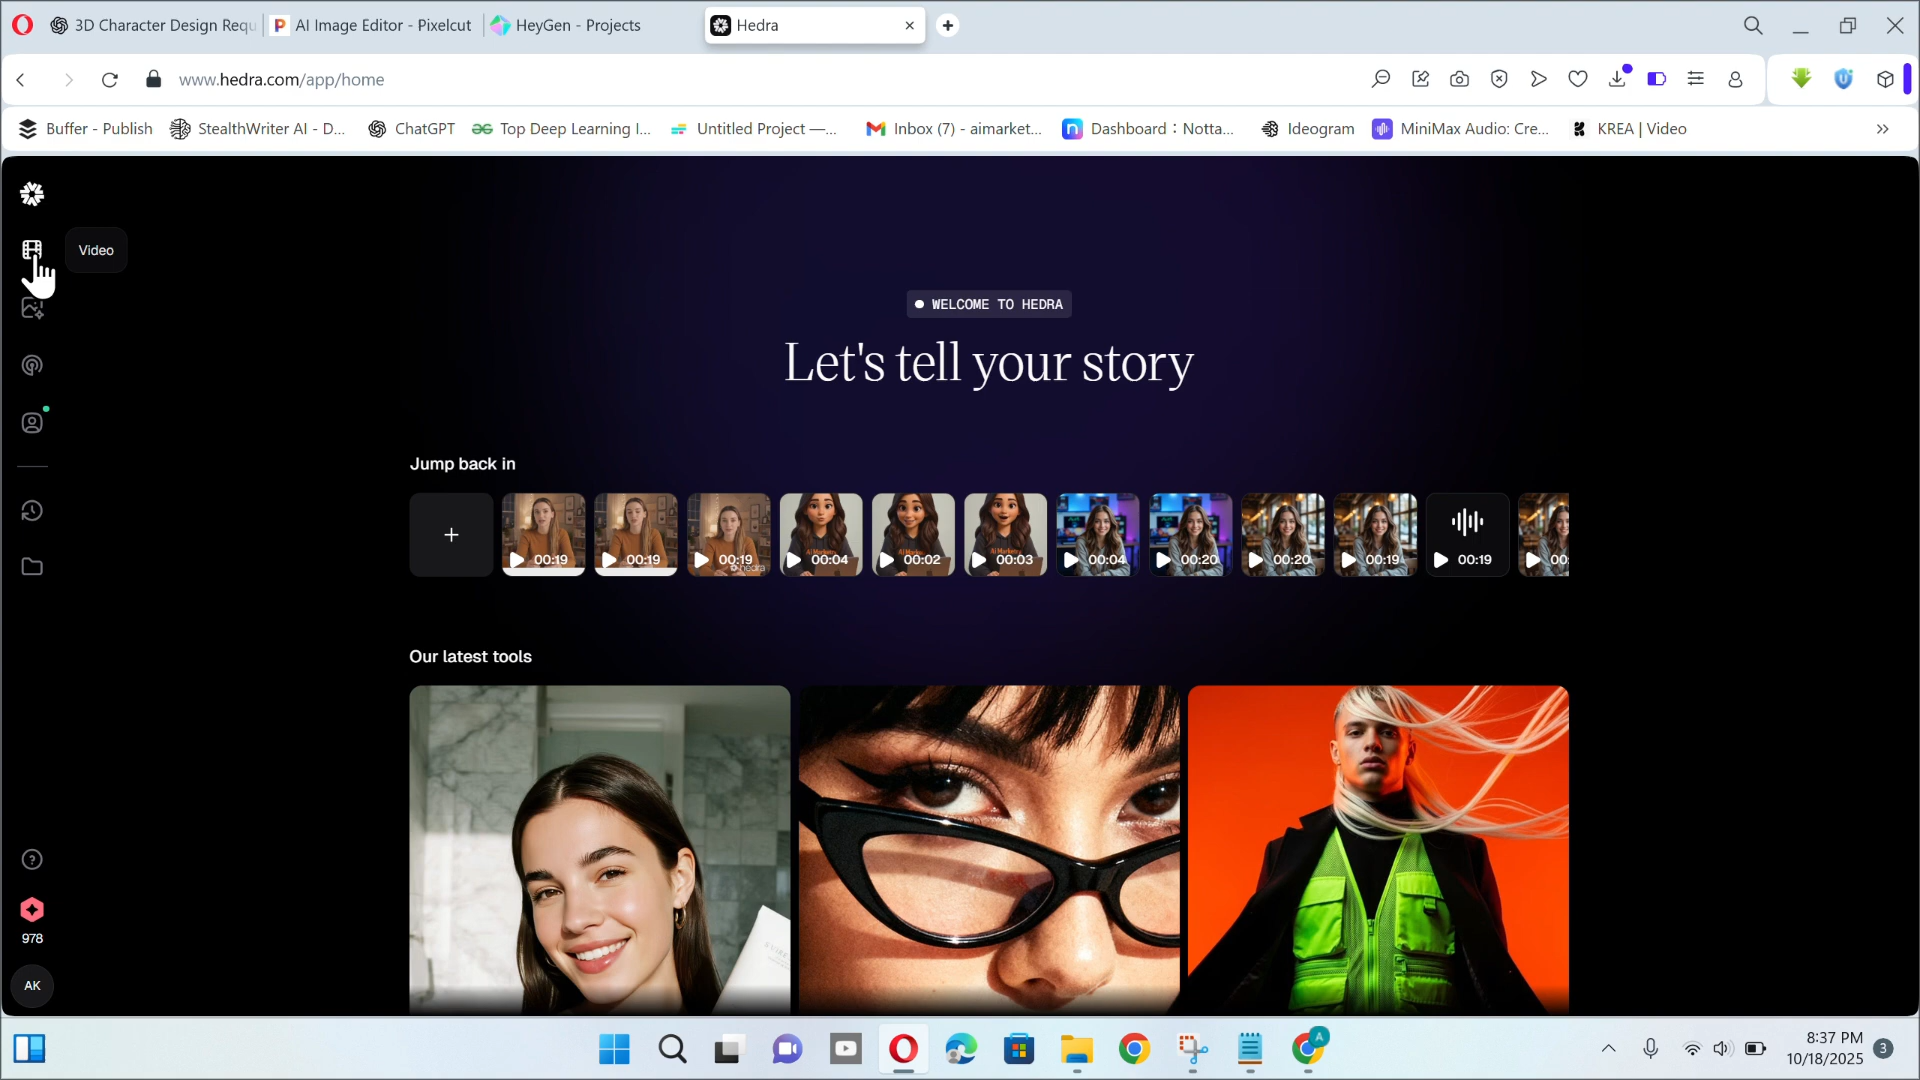 3D Character Design Requ
AI Image Editor - Pixelcut
HeyGen - Projects
Hedra
www.hedra.com/app/home
Buffer - Publish
StealthWriter AI - D...
ChatGPT
Top Deep Learning I...
Untitled Project —...
Inbox (7) - aimarket...
Dashboard : Notta...
Ideogram
MiniMax Audio: Cre...
KREA | Video
Video
WELCOME TO HEDRA
Let's tell your story
Jump back in
00:19
00:19
00:19
hedra
00:04
00:02
00:03
00:04
00:20
00:20
00:19
00:19
00:
Our latest tools
978
AK
8:37 PM
10/18/2025
3